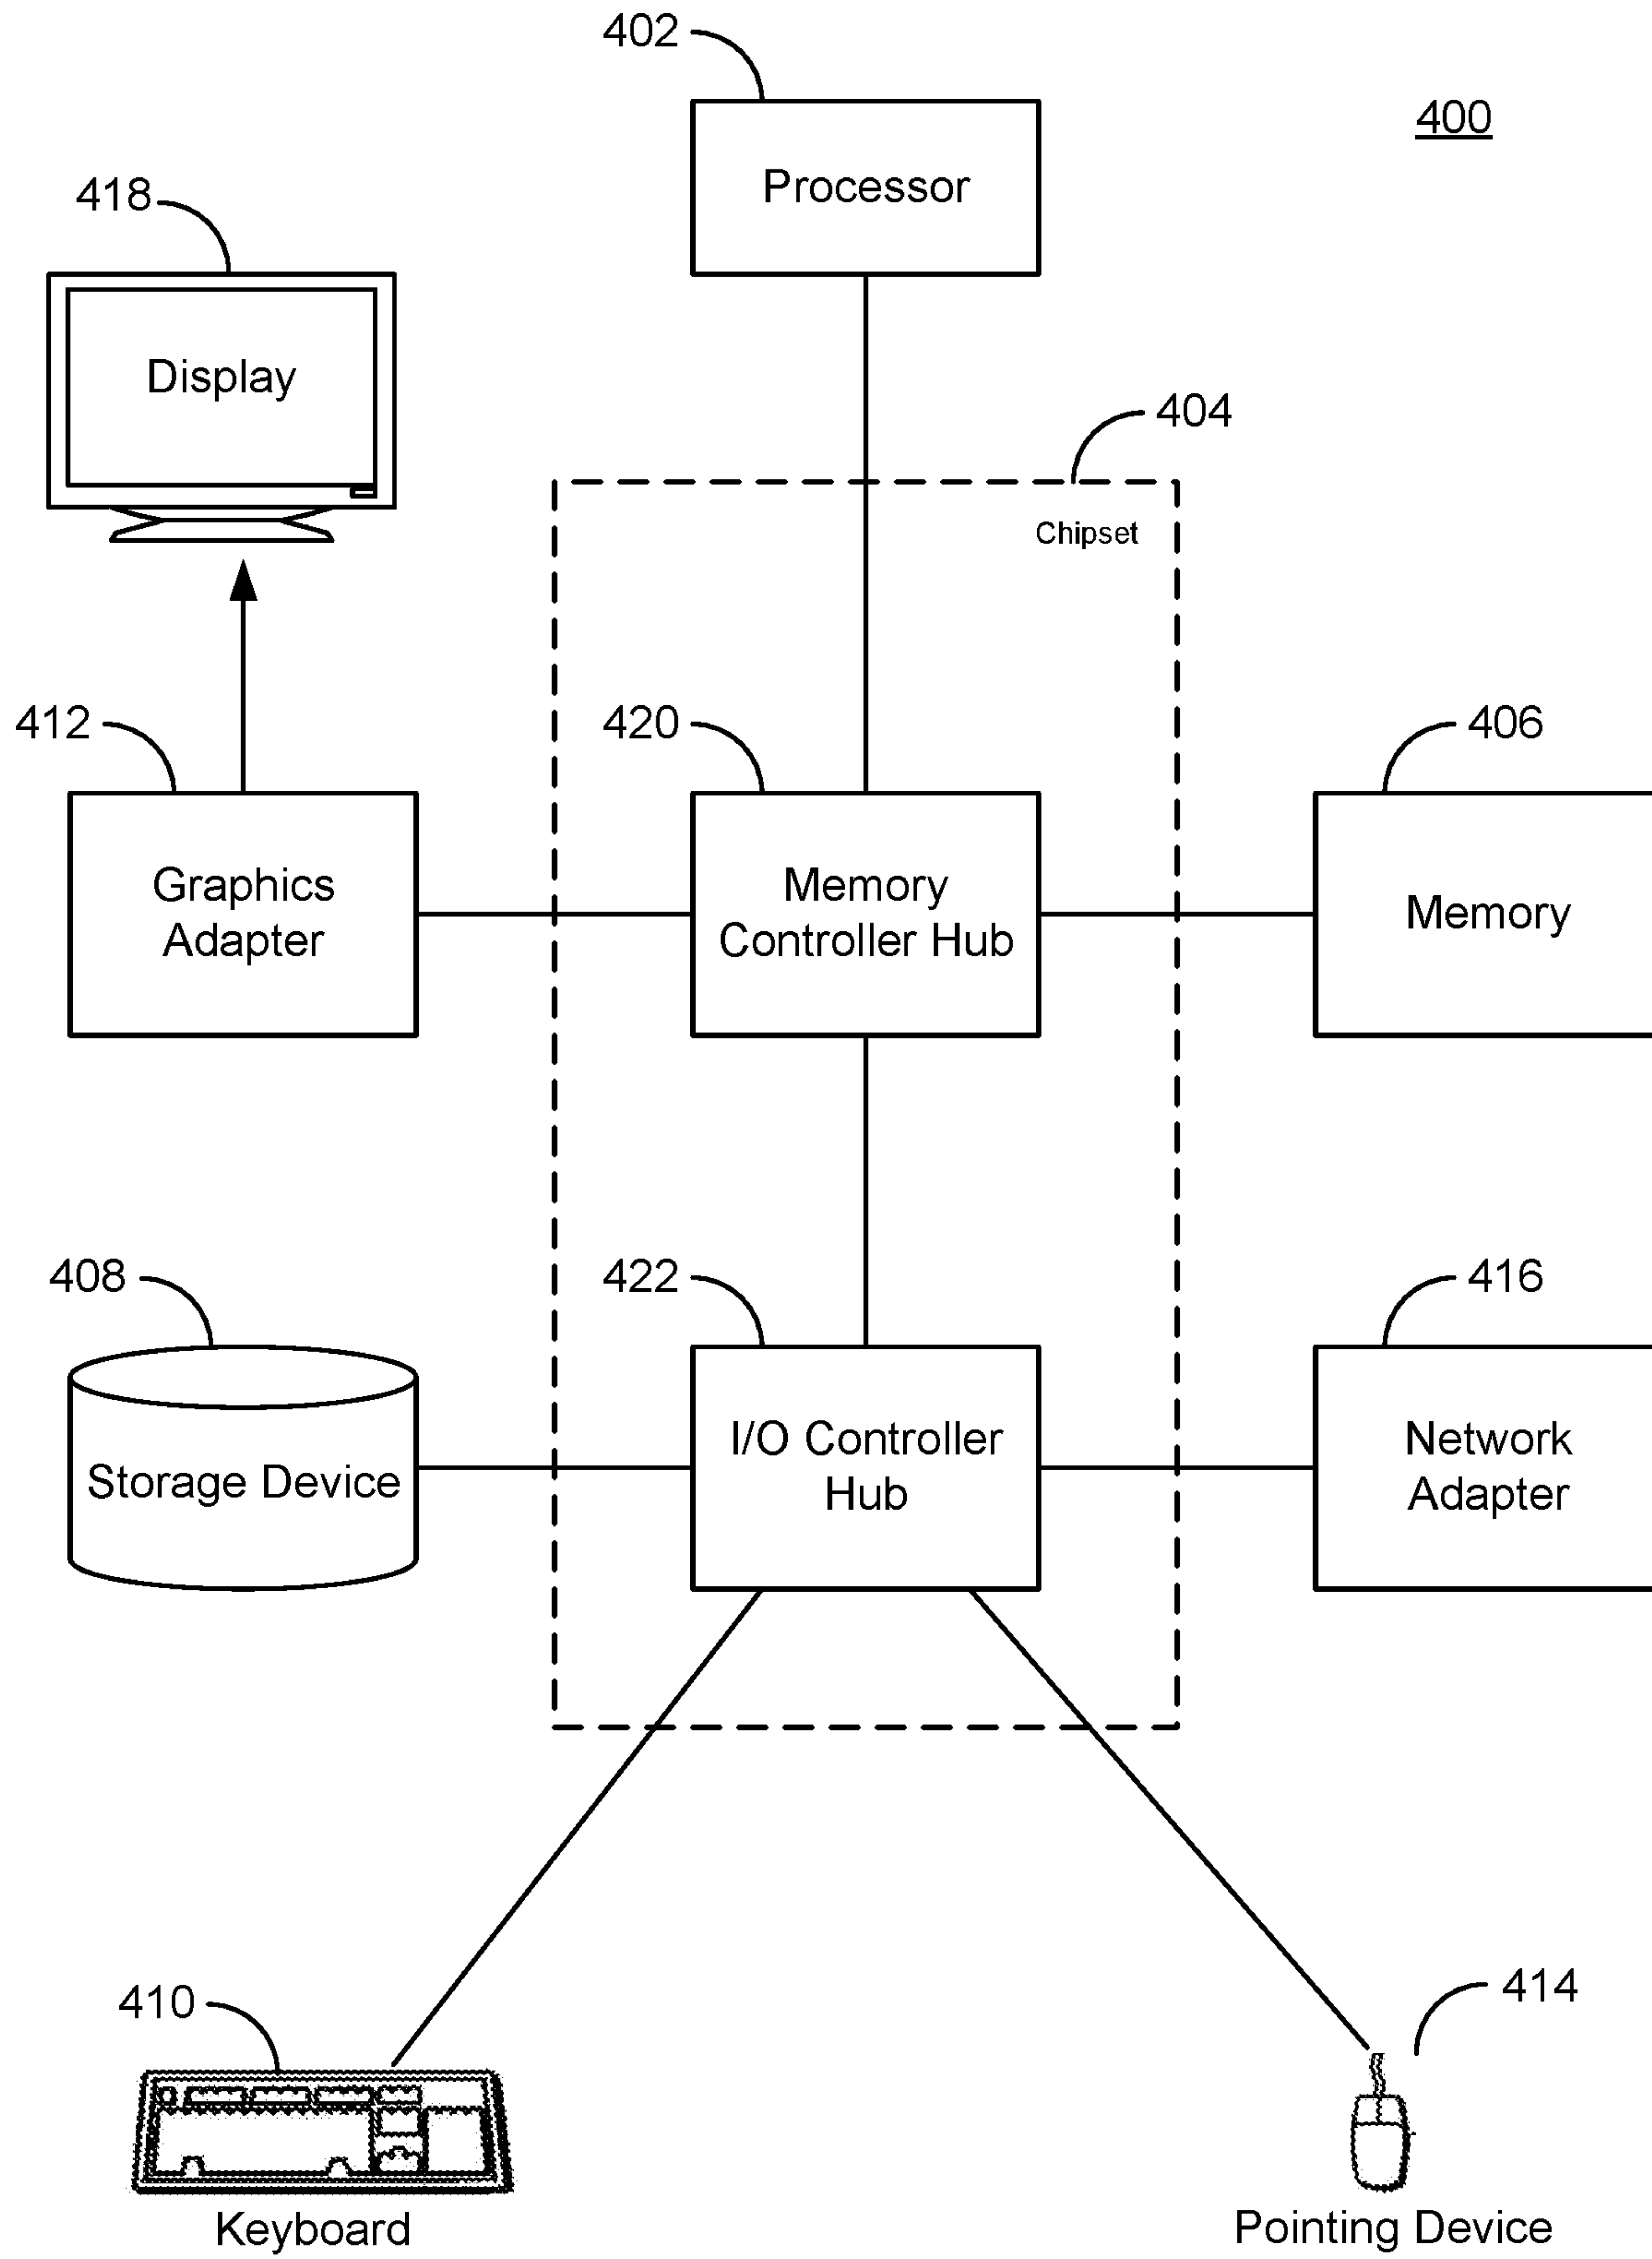 402
400
Processor
418
Display
404
Chipset
412
420
406
Graphics
Adapter
Memory
Controller Hub
Memory
408
422
416
Storage Device
I/O Controller
Hub
Network
Adapter
410
414
Keyboard
Pointing Device